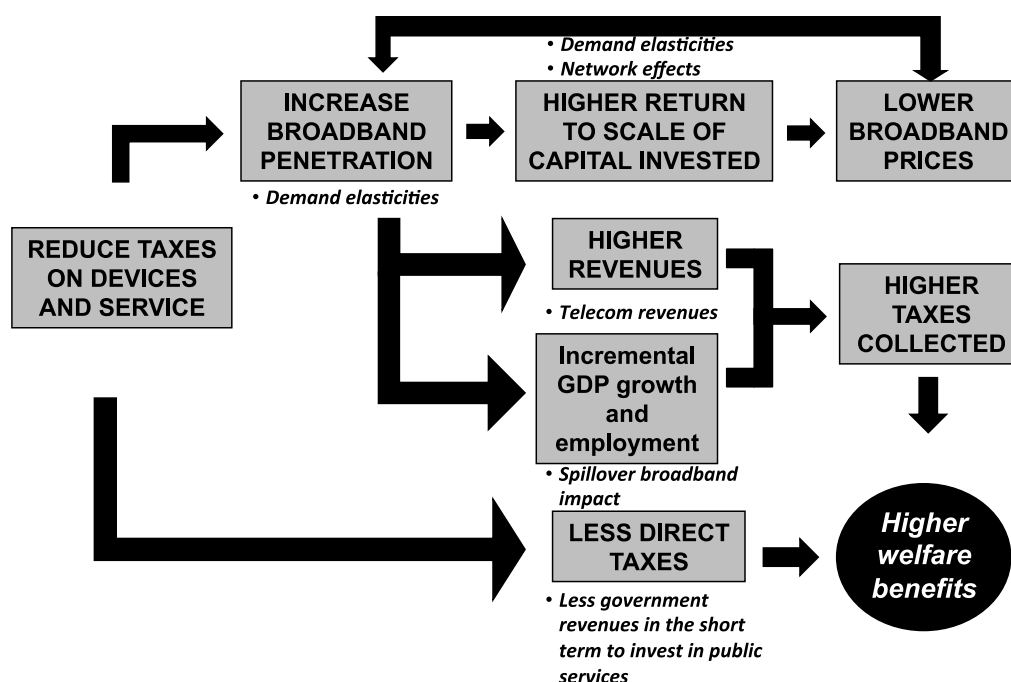 • Demand elasticities
• Network effects
INCREASE
BROADBAND
PENETRATION
HIGHER RETURN
TO SCALE OF
CAPITAL INVESTED
LOWER
BROADBAND
PRICES
• Demand elasticities
REDUCE TAXES
ON DEVICES
AND SERVICE
HIGHER
REVENUES
• Telecom revenues
HIGHER
TAXES
COLLECTED
Incremental
GDP growth
and
employment
• Spillover broadband
impact
LESS DIRECT
TAXES
• Less government
revenues in the short
term to invest in public
services
Higher
welfare
benefits